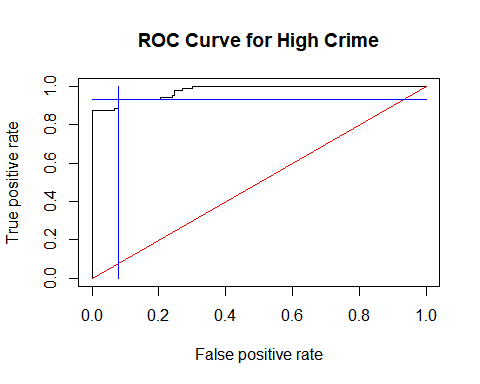 ROC Curve for High Crime
True positive rate
1.0
0.8
0.6
0.4
0.2
0.0
0.0 0.2 0.4 0.6 0.8 1.0
False positive rate